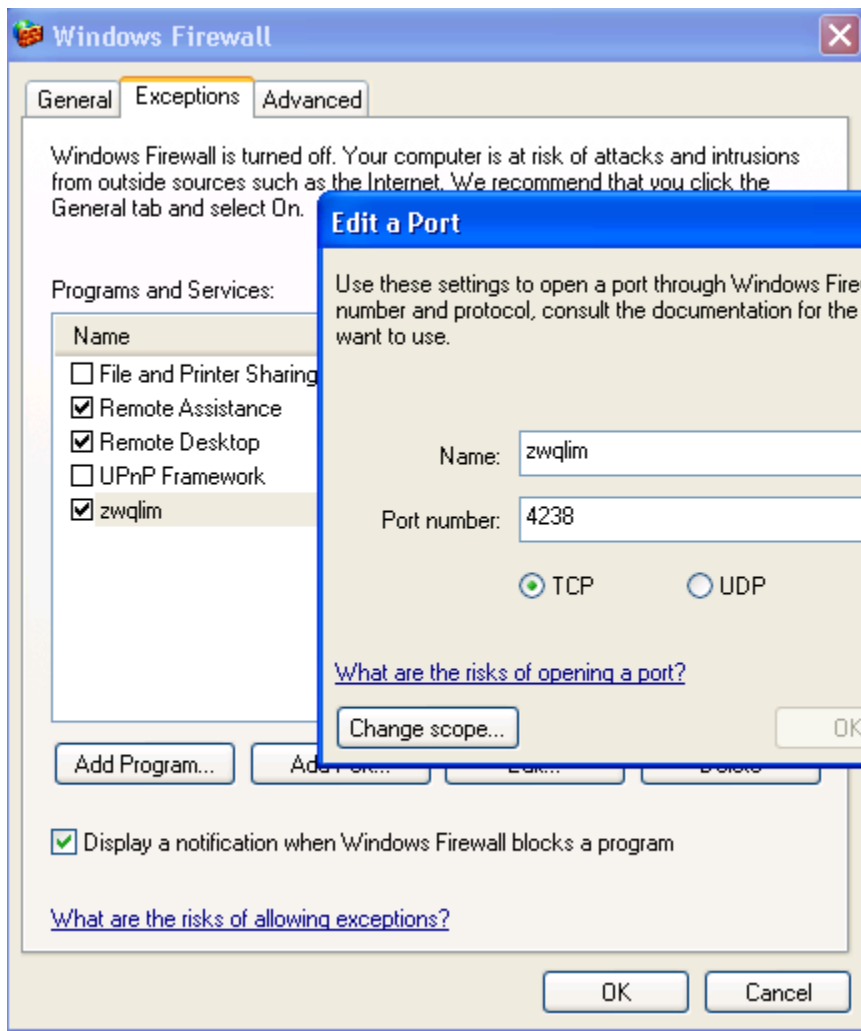 Windows Firewall
General Exceptions Advanced
Windows Firewall is turned off. Your computer is at risk of attacks and intrusions
from outside sources such as the Internet. We recommend that you click the
General tab and select On.
Programs and Services:
Name
File and Printer Sharing
Remote Assistance
Remote Desktop
UPnP Framework
zwqlim
Edit a Port
Use these settings to open a port through Windows Fire
number and protocol, consult the documentation for the
want to use.
Name: zwqlim
Port number: 4238
TCP UDP
What are the risks of opening a port?
Change scope... OK
Add Program...
Display a notification when Windows Firewall blocks a program
What are the risks of allowing exceptions?
OK Cancel